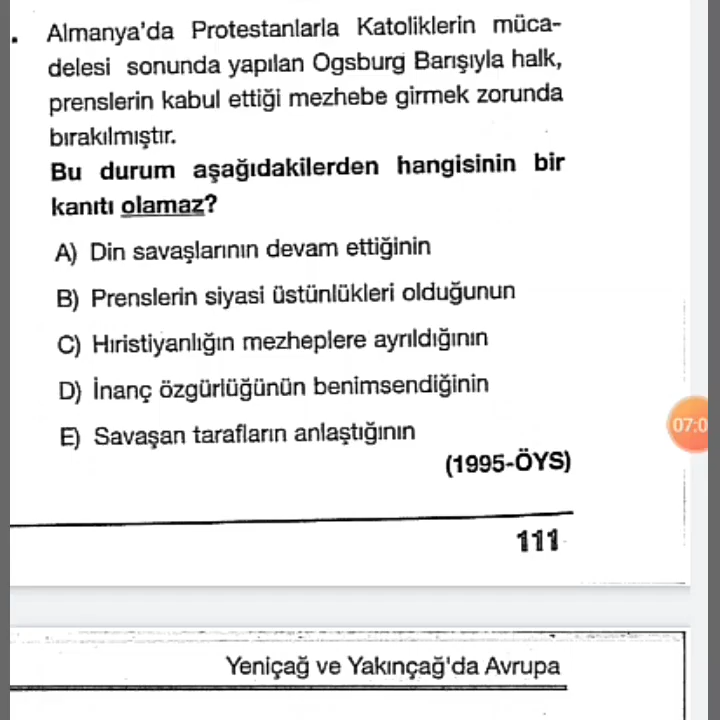 Almanya'da Protestanlarla Katoliklerin müca-
delesi sonunda yapılan Ogsburg Barışıyla halk,
prenslerin kabul ettiği mezhebe girmek zorunda
bırakılmıştır.
Bu durum aşağıdakilerden hangisinin bir
kanıtı olamaz?
A) Din savaşlarının devam ettiğinin
B) Prenslerin siyasi üstünlükleri olduğunun
C) Hıristiyanlığın mezheplere ayrıldığının
D) İnanç özgürlüğünün benimsendiğinin
E) Savaşan tarafların anlaştığının
(1995-ÖYS)
07:0
111
Yeniçağ ve Yakınçağ'da Avrupa